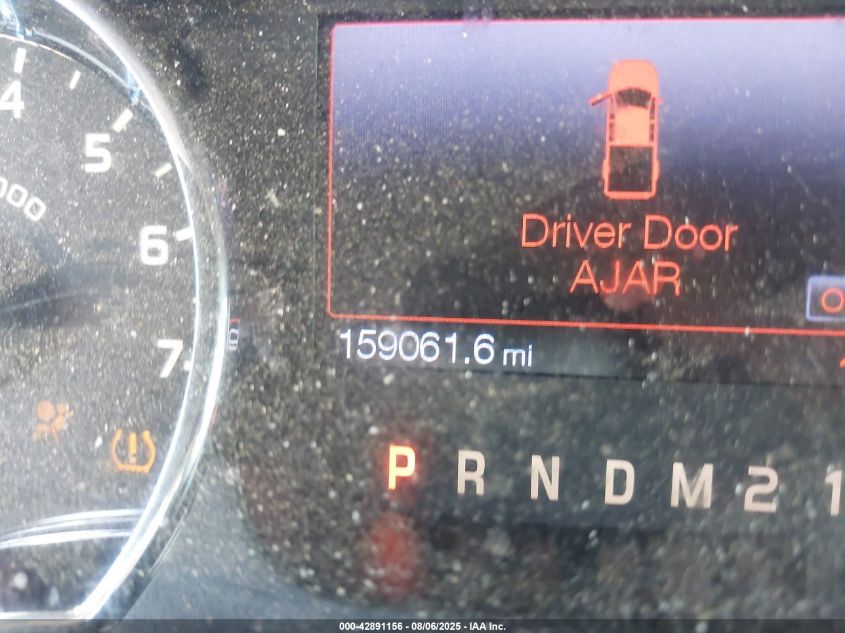 4
5
000
6
7
Driver Door
AJAR
159061.6 mi
P R N D M 2 1
000-42891156 - 08/06/2025 - IAA Inc.